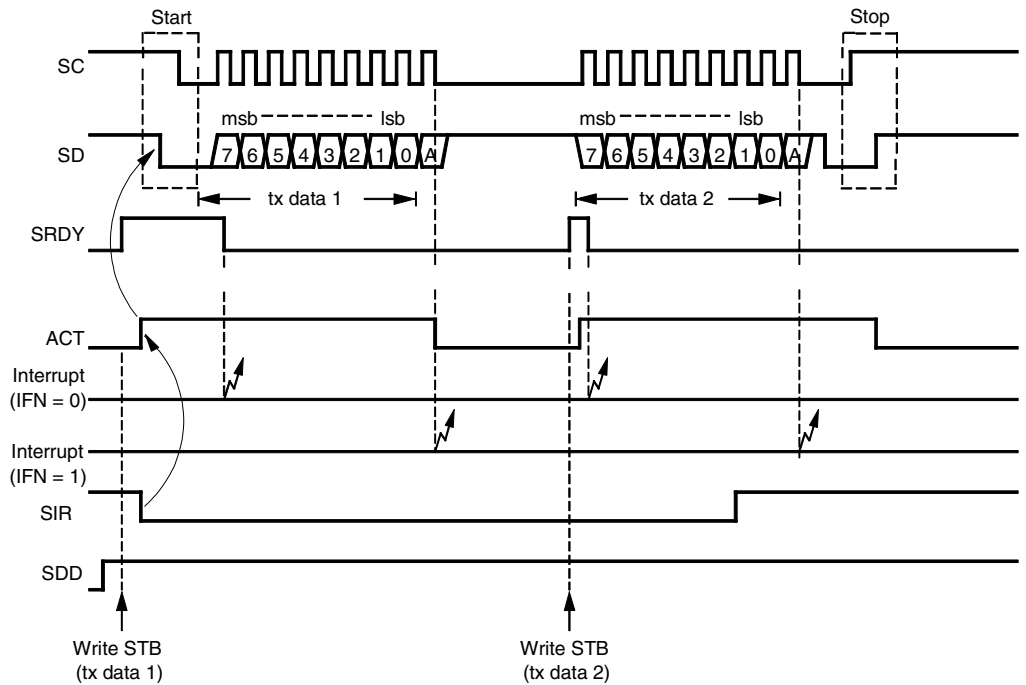 Start
Stop
SC
msb lsb
msb lsb
SD
7 6 5 4 3 2 1 0 A
7 6 5 4 3 2 1 0 A
tx data 1
tx data 2
SRDY
ACT
Interrupt
(IFN = 0)
Interrupt
(IFN = 1)
SIR
SDD
Write STB
(tx data 1)
Write STB
(tx data 2)